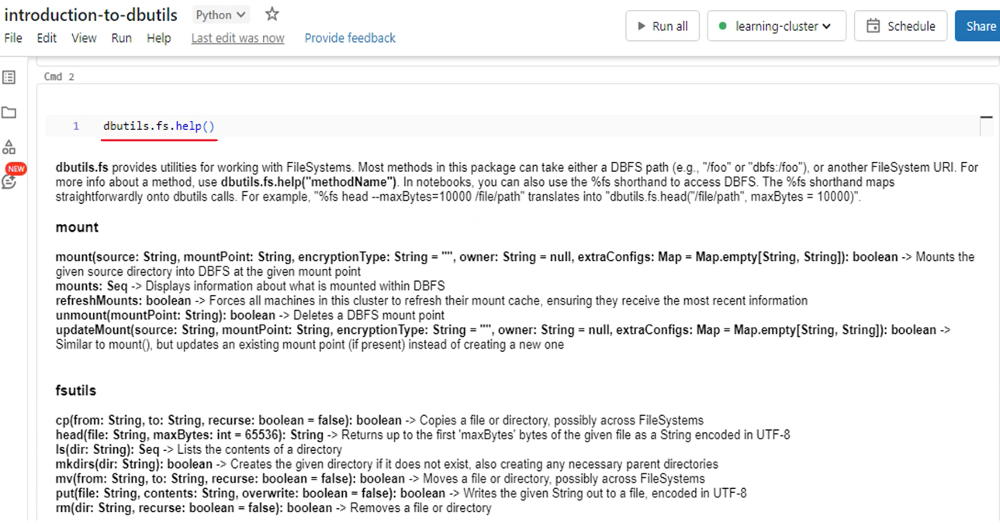 introduction-to-dbutils Python
File Edit View Run Help Last edit was now Provide feedback
Run all learning-cluster Schedule Share
NEW
Cmd 2
1 dbutils.fs.help()
dbutils.fs provides utilities for working with FileSystems. Most methods in this package can take either a DBFS path (e.g., "/foo" or "dbfs:/foo"), or another FileSystem URI. For
more info about a method, use dbutils.fs.help("methodName"). In notebooks, you can also use the %fs shorthand to access DBFS. The %fs shorthand maps
straightforwardly onto dbutils calls. For example, "%fs head --maxBytes=10000 /file/path" translates into "dbutils.fs.head("/file/path", maxBytes = 10000)".
mount
mount(source: String, mountPoint: String, encryptionType: String = "", owner: String = null, extraConfigs: Map = Map.empty[String, String]): boolean -> Mounts the
given source directory into DBFS at the given mount point
mounts: Seq -> Displays information about what is mounted within DBFS
refreshMounts: boolean -> Forces all machines in this cluster to refresh their mount cache, ensuring they receive the most recent information
unmount(mountPoint: String): boolean -> Deletes a DBFS mount point
updateMount(source: String, mountPoint: String, encryptionType: String = "", owner: String = null, extraConfigs: Map = Map.empty[String, String]): boolean ->
Similar to mount(), but updates an existing mount point (if present) instead of creating a new one
fsutils
cp(from: String, to: String, recurse: boolean = false): boolean -> Copies a file or directory, possibly across FileSystems
head(file: String, maxBytes: int = 65536): String -> Returns up to the first 'maxBytes' bytes of the given file as a String encoded in UTF-8
ls(dir: String): Seq -> Lists the contents of a directory
mkdirs(dir: String): boolean -> Creates the given directory if it does not exist, also creating any necessary parent directories
mv(from: String, to: String, recurse: boolean = false): boolean -> Moves a file or directory, possibly across FileSystems
put(file: String, contents: String, overwrite: boolean = false): boolean -> Writes the given String out to a file, encoded in UTF-8
rm(dir: String, recurse: boolean = false): boolean -> Removes a file or directory